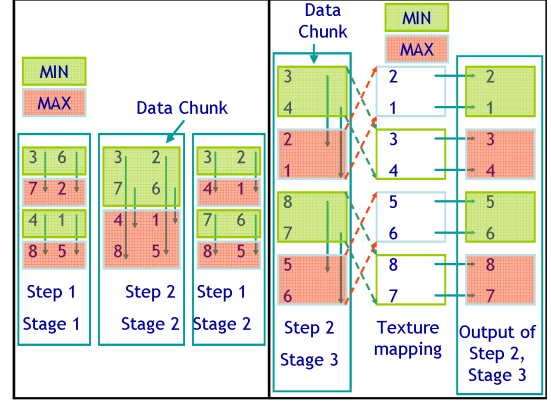 MIN
MAX
Data Chunk
3 6
7 2
4 1
8 5
Step 1
Stage 1
3 2
7 6
4 1
8 5
Step 2
Stage 2
3 2
4 1
7 6
8 5
Step 1
Stage 2
Data
Chunk
MIN
MAX
3
4
2
1
8
7
5
6
Step 2
Stage 3
2
1
3
4
5
6
8
7
Texture
mapping
2
1
3
4
5
6
8
7
Output of
Step 2,
Stage 3